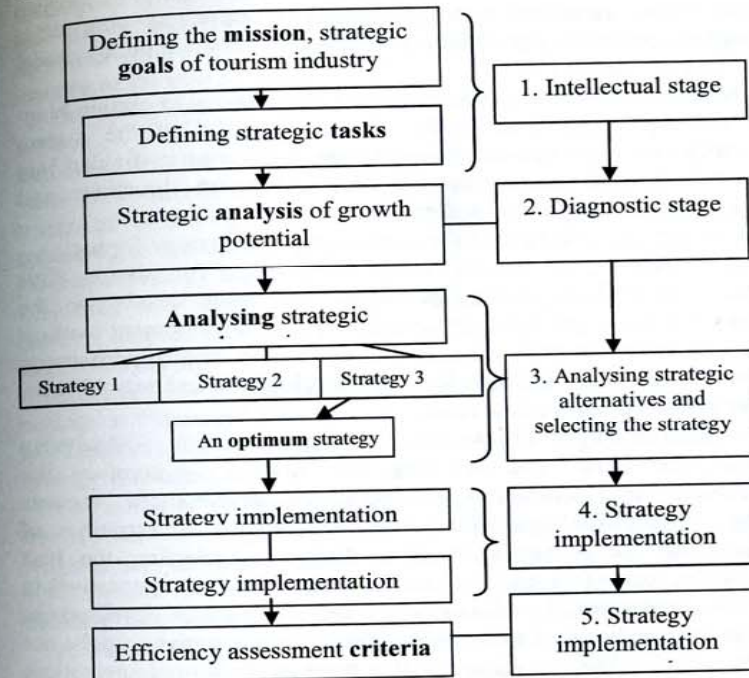 Defining the mission, strategic
goals of tourism industry
1. Intellectual stage
Defining strategic tasks
Strategic analysis of growth
potential
2. Diagnostic stage
Analysing strategic
Strategy 1
Strategy 2
Strategy 3
3. Analysing strategic
alternatives and
selecting the strategy
An optimum strategy
Strategy implementation
4. Strategy
implementation
Strategy implementation
5. Strategy
implementation
Efficiency assessment criteria